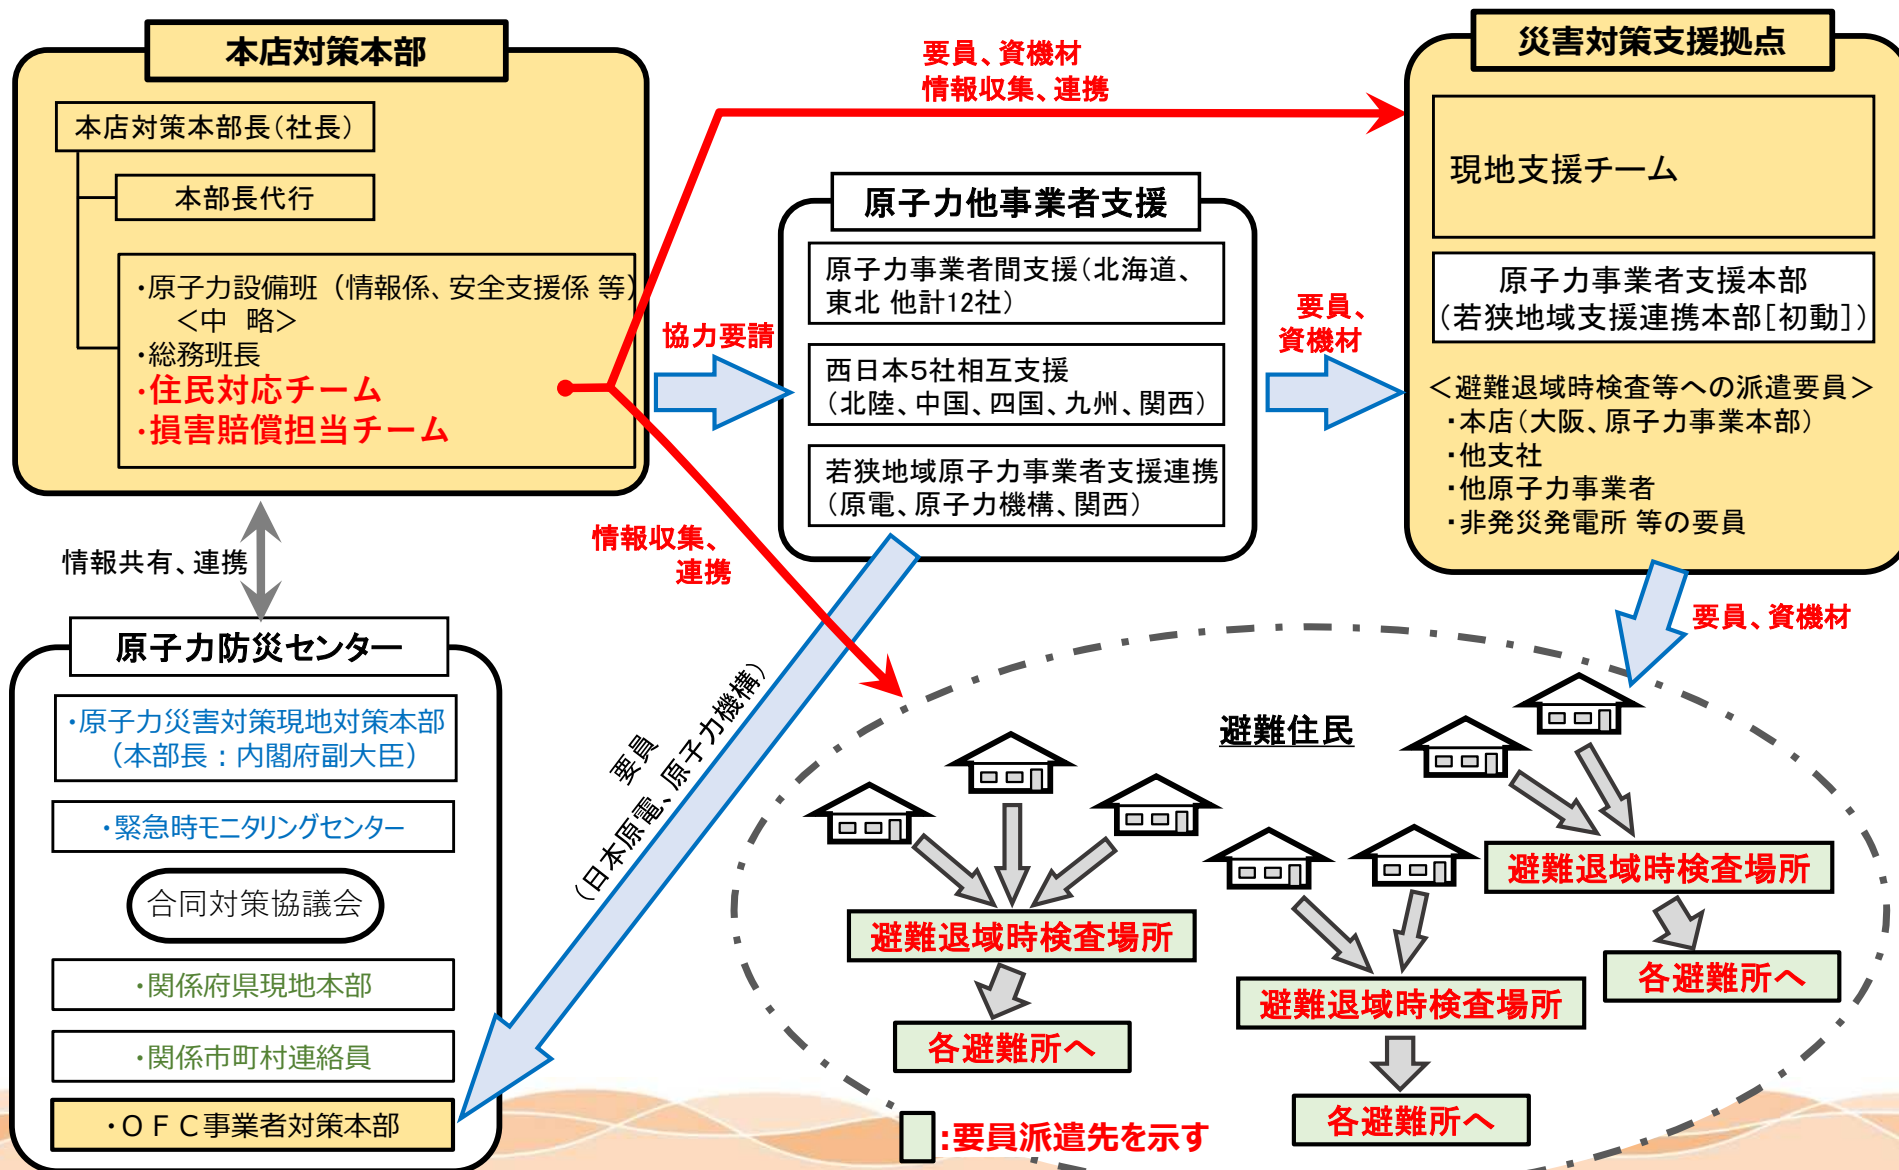 本店対策本部
本店対策本部長(社長)
本部長代行
・原子力設備班（情報係、安全支援係 等）
＜中　略＞
・総務班長
・住民対応チーム
・損害賠償担当チーム
要員、資機材
情報収集、連携
災害対策支援拠点
現地支援チーム
原子力事業者支援本部
(若狭地域支援連携本部[初動])
＜避難退域時検査等への派遣要員＞
・本店(大阪、原子力事業本部)
・他支社
・他原子力事業者
・非発災発電所 等の要員
原子力他事業者支援
原子力事業者間支援(北海道、
東北 他計12社)
西日本5社相互支援
(北陸、中国、四国、九州、関西)
若狭地域原子力事業者支援連携
(原電、原子力機構、関西)
協力要請
要員、
資機材
情報収集、
連携
情報共有、連携
要員、資機材
原子力防災センター
・原子力災害対策現地対策本部
（本部長：内閣府副大臣）
・緊急時モニタリングセンター
合同対策協議会
・関係府県現地本部
・関係市町村連絡員
・ＯＦＣ事業者対策本部
要員
(日本原電、原子力機構)
避難住民
避難退域時検査場所
各避難所へ
避難退域時検査場所
各避難所へ
避難退域時検査場所
各避難所へ
:要員派遣先を示す